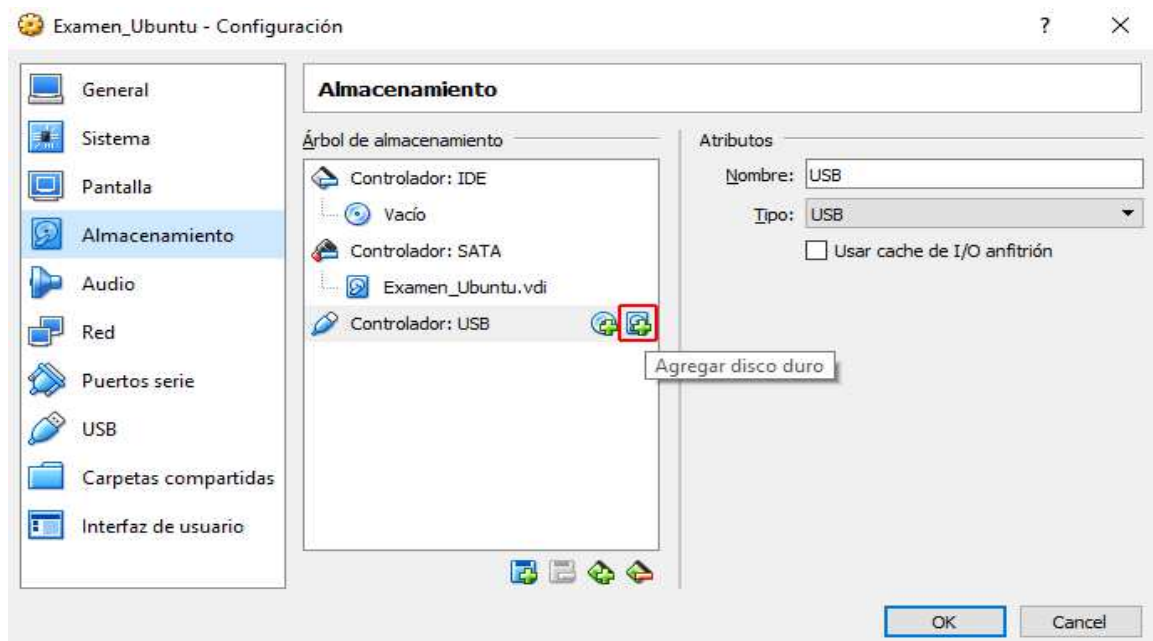 Examen_Ubuntu - Configuración
?
General
Sistema
Pantalla
Almacenamiento
Audio
Red
Puertos serie
USB
Carpetas compartidas
Interfaz de usuario
Almacenamiento
Árbol de almacenamiento
Controlador: IDE
Vacío
Controlador: SATA
Examen_Ubuntu.vdi
Controlador: USB
Agregar disco duro
Atributos
Nombre: USB
Tipo: USB
Usar cache de I/O anfitrión
OK
Cancel